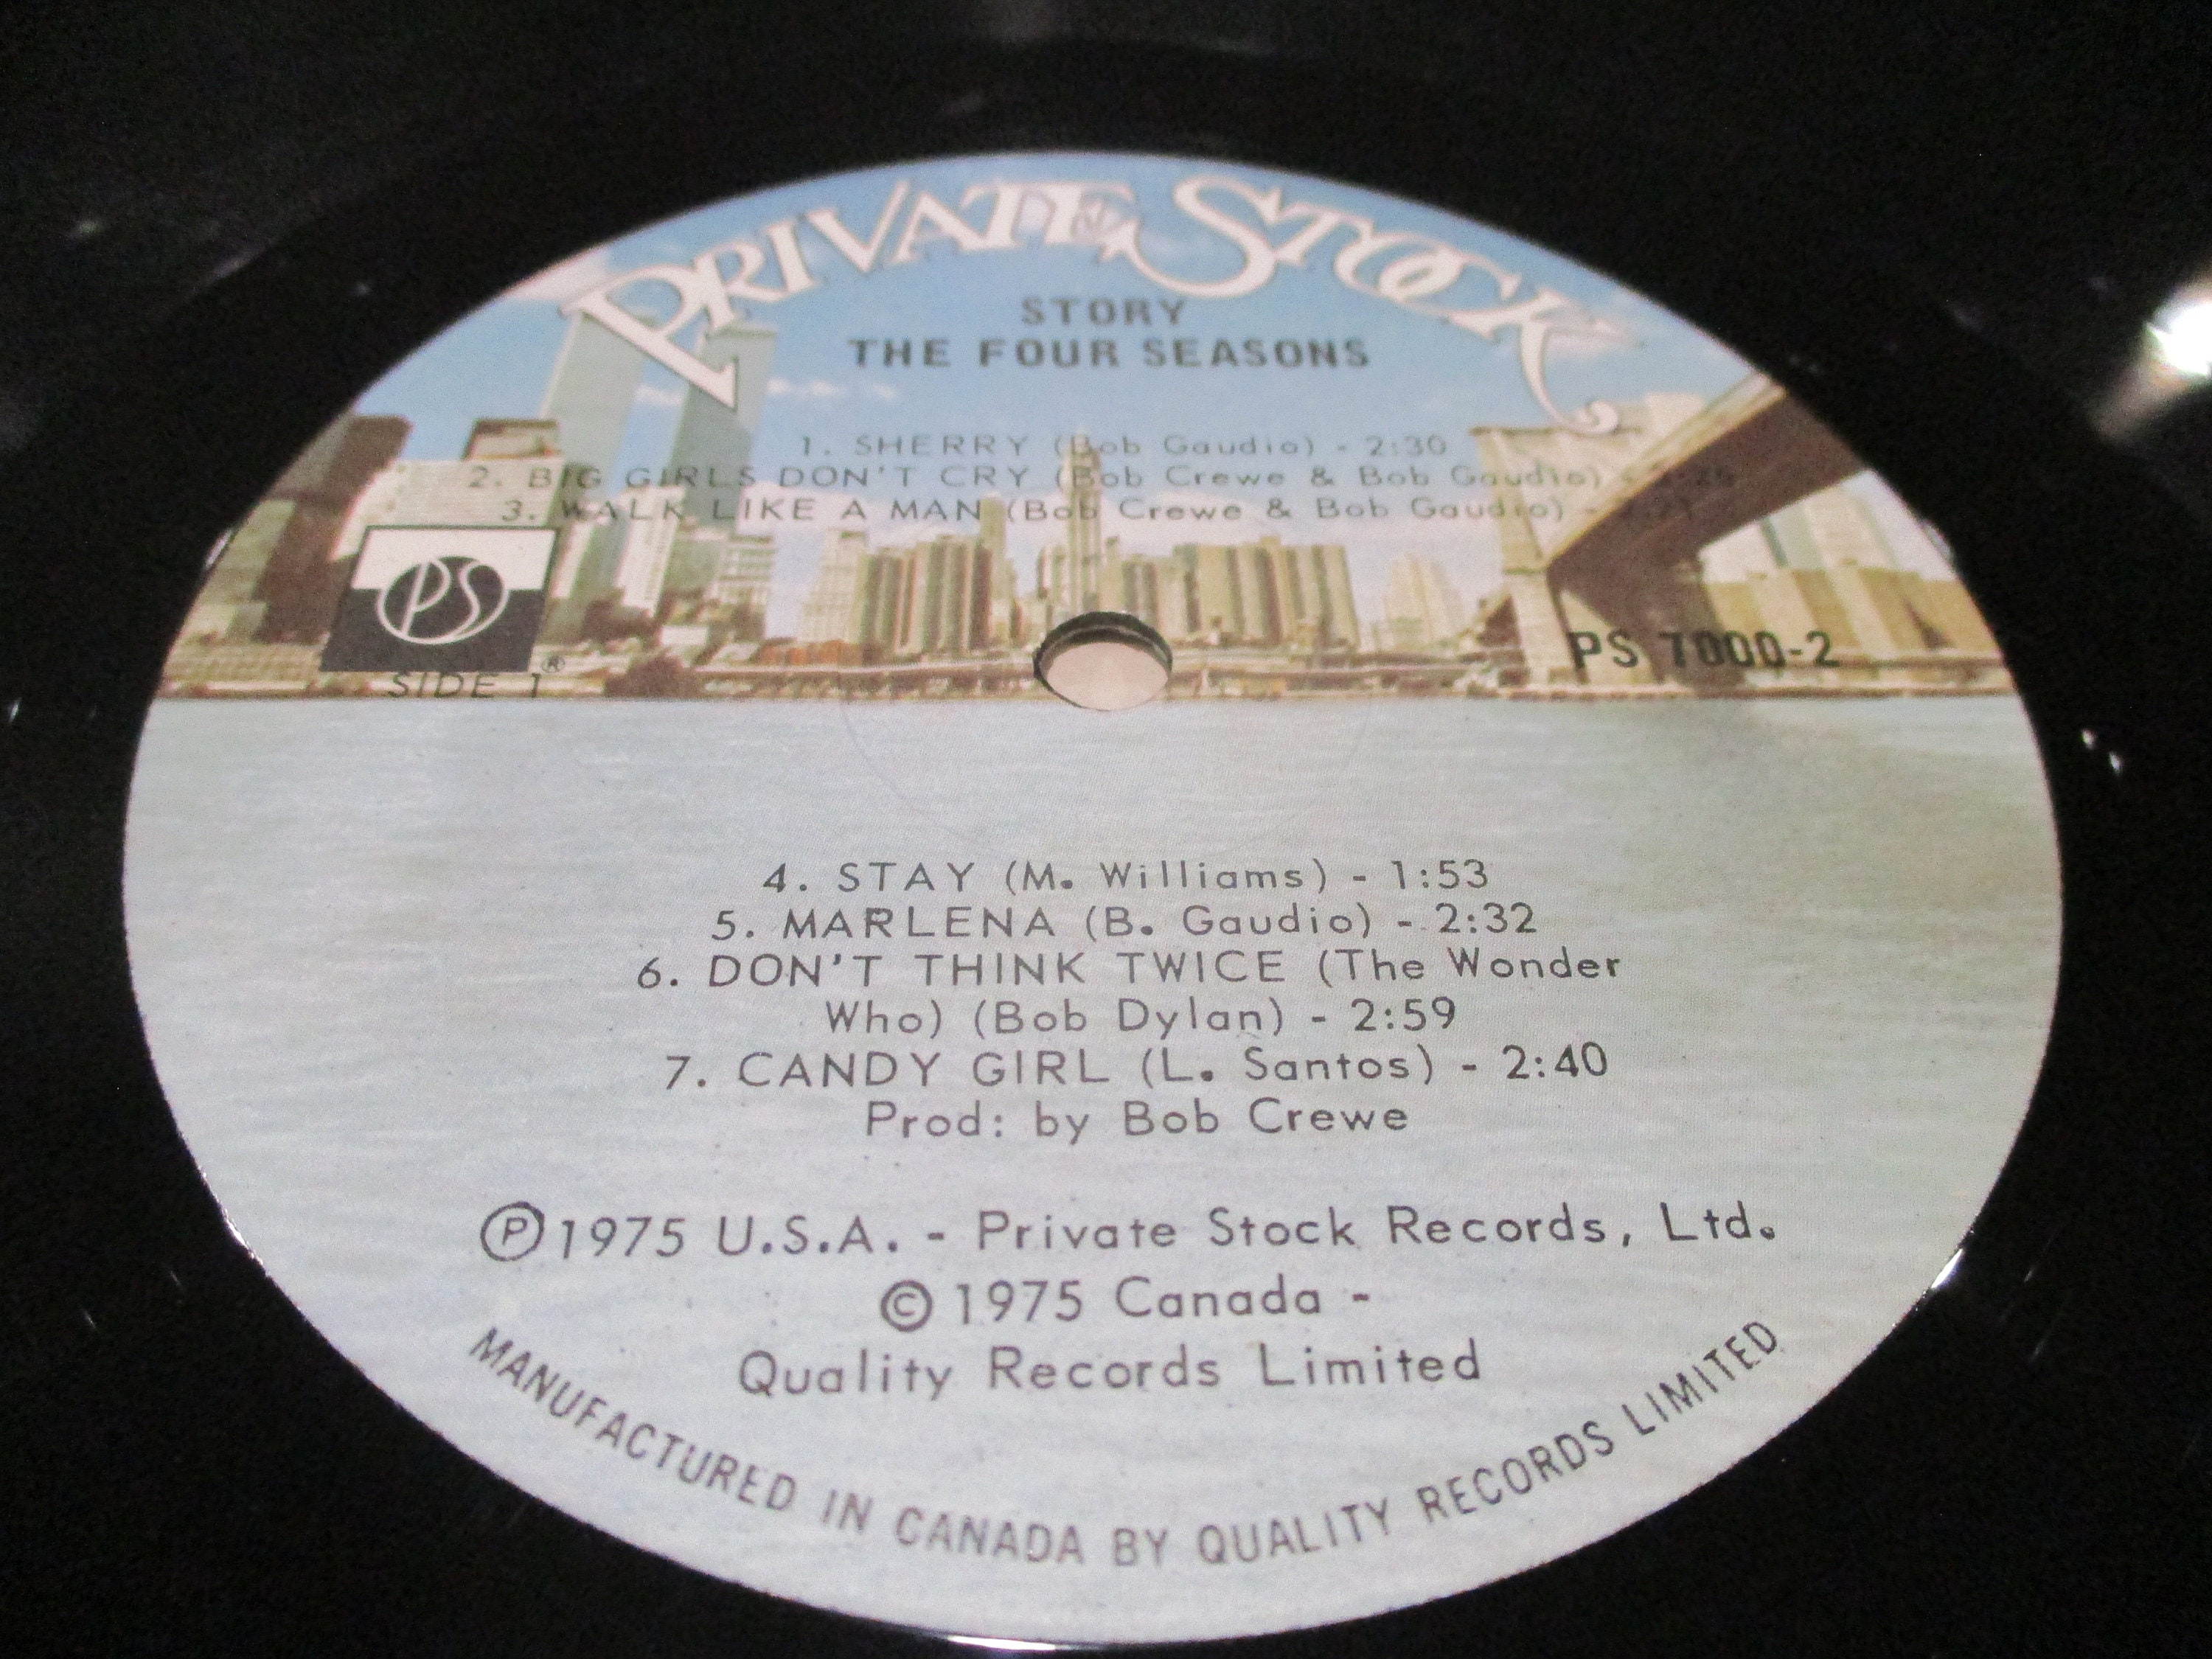 PRIVATE STOCK
STORY
THE FOUR SEASONS
1. SHERRY (Bob Gaudio) - 2:30
2. BIG GIRLS DON'T CRY (Bob Crewe & Bob Gaudio) -
3. WALK LIKE A MAN (Bob Crewe & Bob Gaudio) -
PS
®
SIDE 1
PS 7000-2
4. STAY (M. Williams) - 1:53
5. MARLENA (B. Gaudio) - 2:32
6. DON'T THINK TWICE (The Wonder
Who) (Bob Dylan) - 2:59
7. CANDY GIRL (L. Santos) - 2:40
Prod: by Bob Crewe
Ⓟ1975 U.S.A. - Private Stock Records, Ltd.
© 1975 Canada -
Quality Records Limited
MANUFACTURED IN CANADA BY QUALITY RECORDS LIMITED